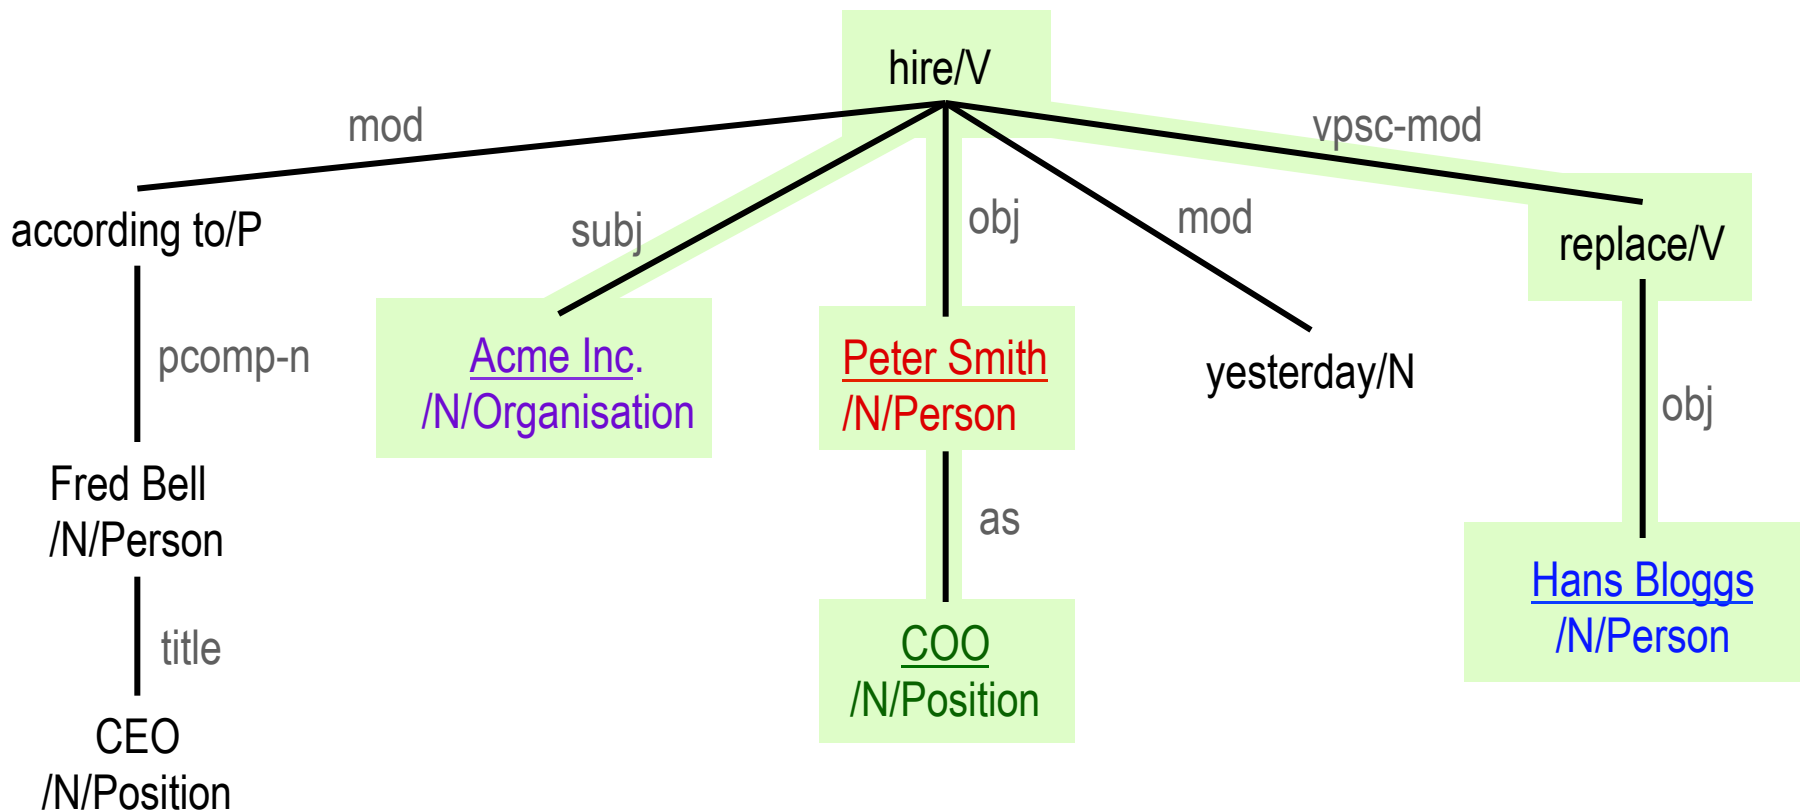 hire/V
mod
vpsc-mod
according to/P
subj
obj
mod
replace/V
pcomp-n
Acme Inc.
/N/Organisation
Peter Smith
/N/Person
yesterday/N
obj
Fred Bell
/N/Person
as
Hans Bloggs
/N/Person
title
COO
/N/Position
CEO
/N/Position